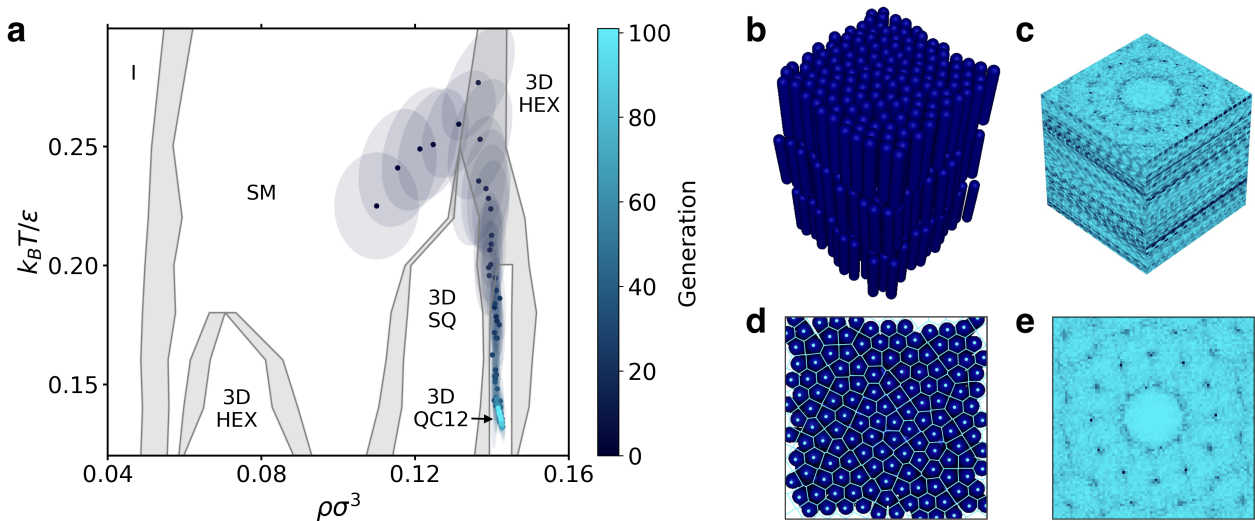 a
I
SM
3D
HEX
3D
SQ
3D
HEX
3D
QC12
0.25
0.20
0.15
k_BT/ε
0.04
0.08
0.12
0.16
ρσ³
100
80
60
40
20
0
Generation
b
c
d
e